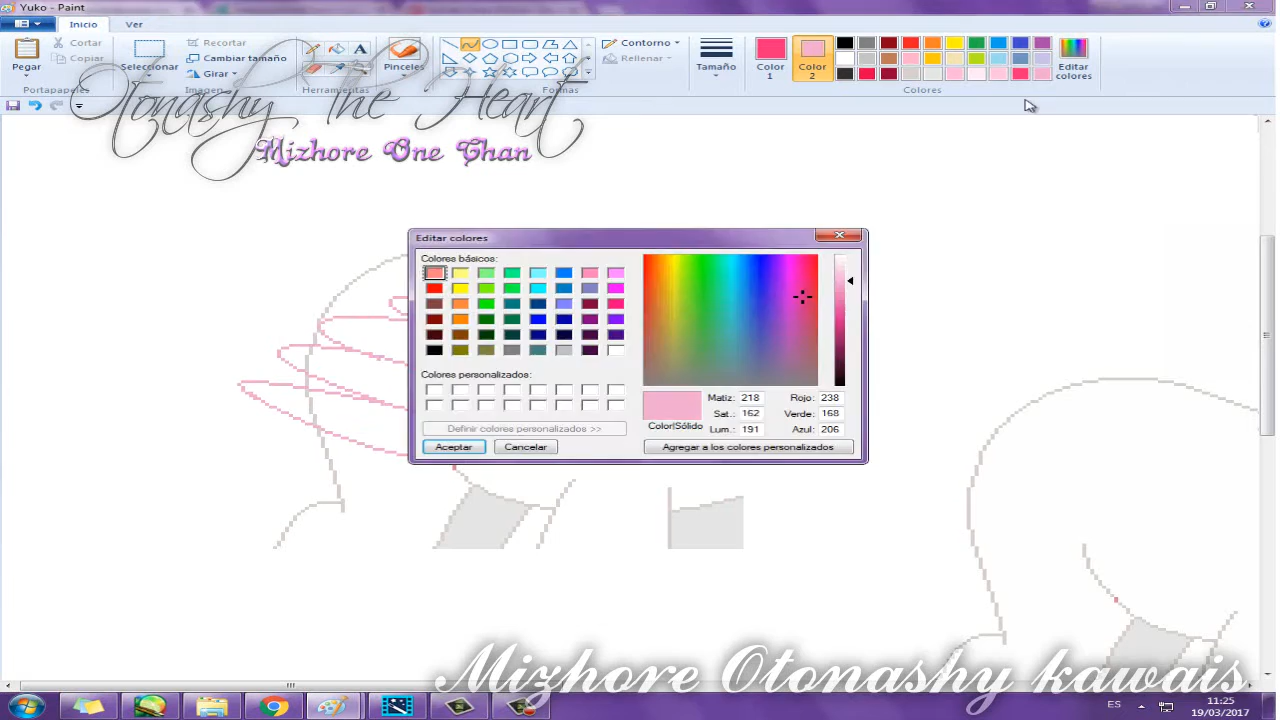 Yuko - Paint
Inicio
Ver
Pegar
Cortar
Copiar
Portapapeles
Seleccionar
Recortar
Cambiar tamaño
Girar
Imagen
Herramientas
Pinceles
Formas
Contorno
Rellenar
Tamaño
Color 1
Color 2
Editar colores
Colores
Otonashy The Heart
Mizhore One Chan
Editar colores
Colores básicos:
Colores personalizados:
Definir colores personalizados >>
Aceptar
Cancelar
Color|Sólido
Matiz: 218
Sat.: 162
Lum.: 191
Rojo: 238
Verde: 168
Azul: 206
Agregar a los colores personalizados
Mizhore Otonashy kawais
ES
11:25
19/03/2017